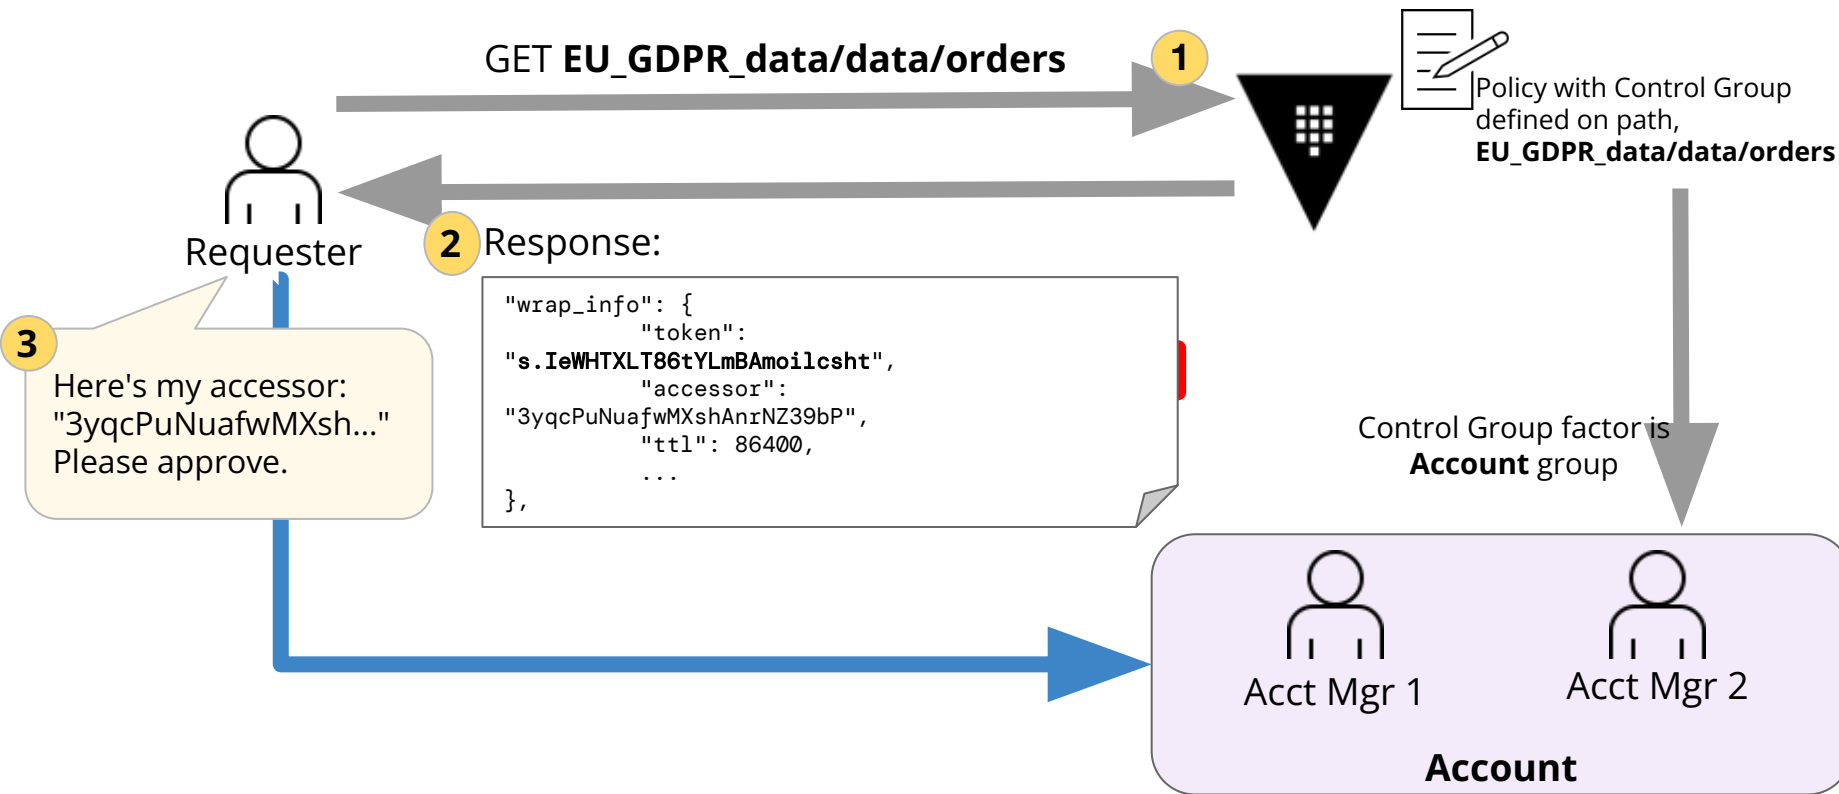 GET EU_GDPR_data/data/orders
1
Policy with Control Group
defined on path,
EU_GDPR_data/data/orders
Requester
2
Response:
"wrap_info": {
"token":
"s.IeWHTXLT86tYLmBAmoilcsht",
"accessor":
"3yqcPuNuafwMXshAnrNZ39bP",
"ttl": 86400,
...
},
3
Here's my accessor:
"3yqcPuNuafwMXsh..."
Please approve.
Control Group factor is
Account group
Acct Mgr 1
Acct Mgr 2
Account